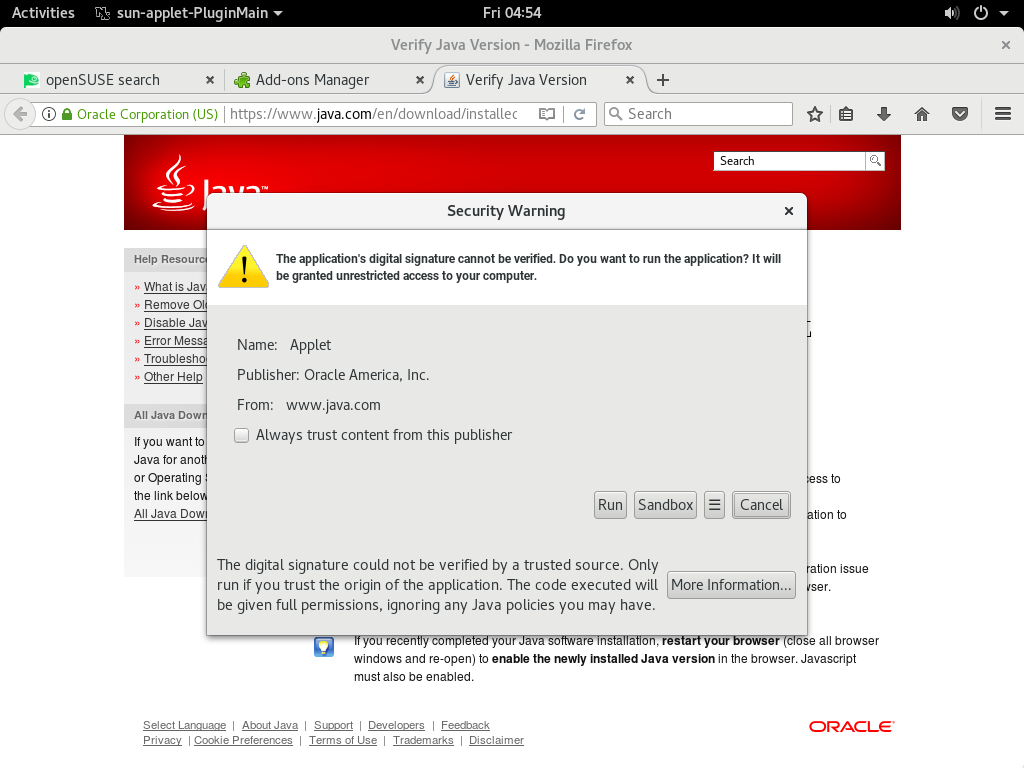 Activities sun-applet-PluginMain Fri 04:54
Verify Java Version - Mozilla Firefox
openSUSE search Add-ons Manager Verify Java Version
Oracle Corporation (US) https://www.java.com/en/download/installec Search
Search
Java™
Security Warning
The application's digital signature cannot be verified. Do you want to run the application? It will
be granted unrestricted access to your computer.
Name: Applet
Publisher: Oracle America, Inc.
From: www.java.com
Always trust content from this publisher
Run Sandbox ☰ Cancel
The digital signature could not be verified by a trusted source. Only
run if you trust the origin of the application. The code executed will
be given full permissions, ignoring any Java policies you may have.
More Information...
Help Resourc
» What is Jav
» Remove Ol
» Disable Jav
» Error Messa
» Troublesho
» Other Help
All Java Down
If you want to
Java for anoth
or Operating S
the link below
All Java Down
ess to
ation to
ration issue
wser.
If you recently completed your Java software installation, restart your browser (close all browser
windows and re-open) to enable the newly installed Java version in the browser. Javascript
must also be enabled.
Select Language | About Java | Support | Developers | Feedback
Privacy | Cookie Preferences | Terms of Use | Trademarks | Disclaimer
ORACLE